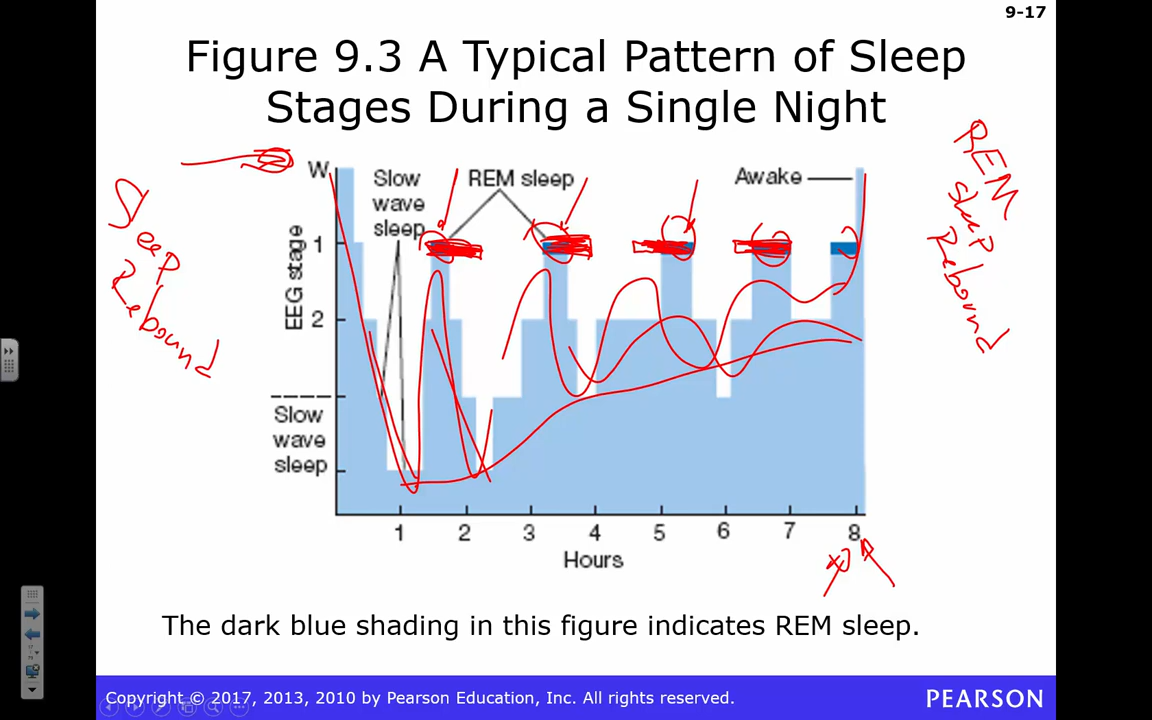 9-17
Figure 9.3 A Typical Pattern of Sleep
Stages During a Single Night
W
Slow
wave
sleep
REM sleep
Awake
1
EEG stage
2
Slow
wave
sleep
1 2 3 4 5 6 7 8
Hours
Sleep
Rebound
REM
Sleep
Rebound
The dark blue shading in this figure indicates REM sleep.
Copyright © 2017, 2013, 2010 by Pearson Education, Inc. All rights reserved.
PEARSON